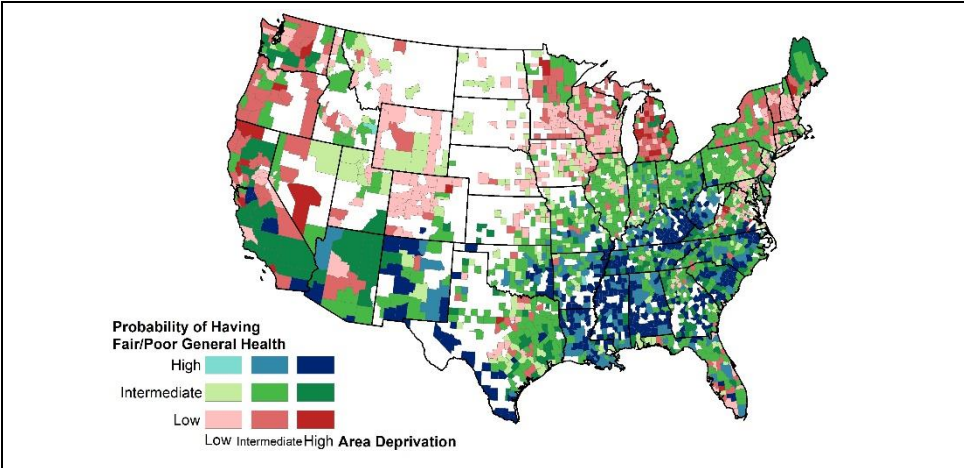 Probability of Having
Fair/Poor General Health
High
Intermediate
Low
Low Intermediate High Area Deprivation